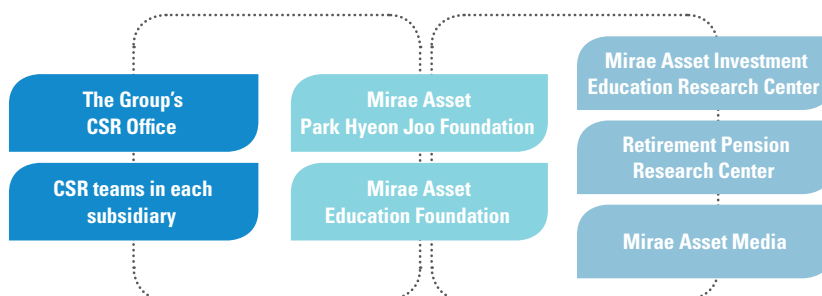 The Group's
CSR Office
CSR teams in each
subsidiary
Mirae Asset
Park Hyeon Joo Foundation
Mirae Asset
Education Foundation
Mirae Asset Investment
Education Research Center
Retirement Pension
Research Center
Mirae Asset Media